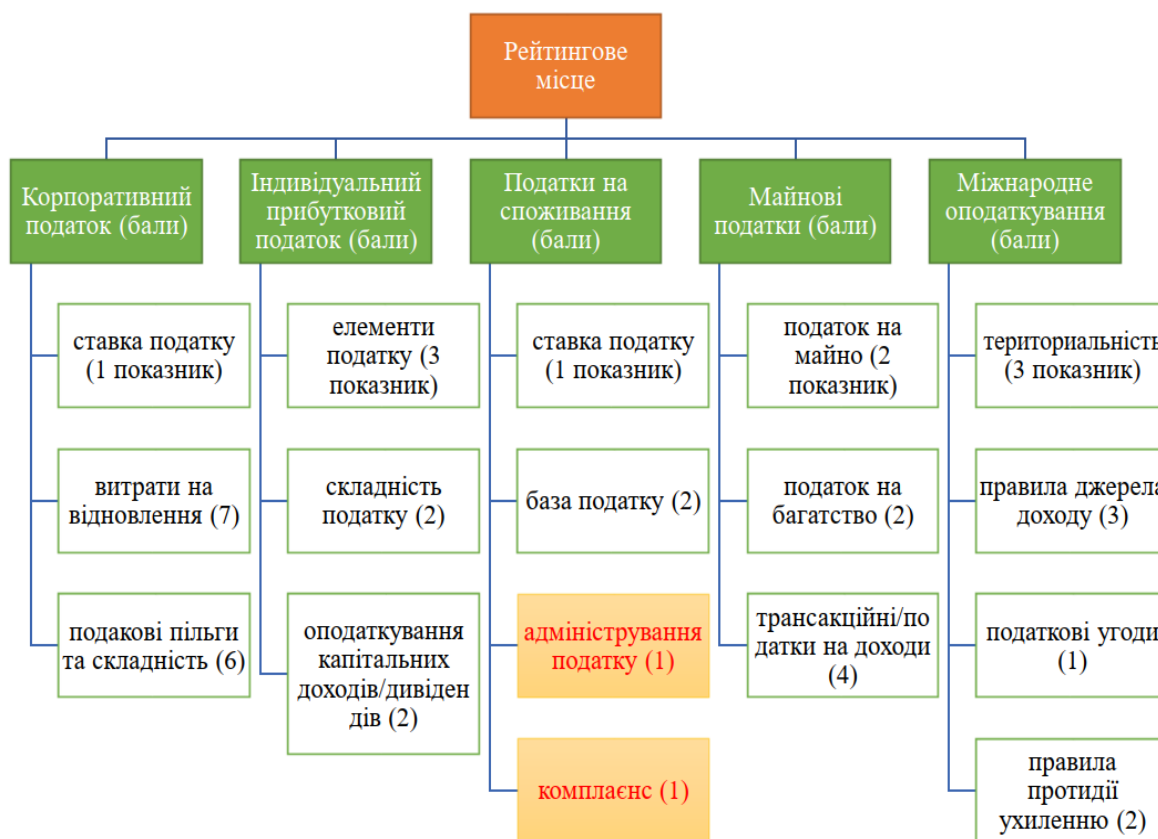 Рейтингове
місце
Корпоративний
податок (бали)
Індивідуальний
прибутковий
податок (бали)
Податки на
споживання
(бали)
Майнові
податки (бали)
Міжнародне
оподаткування
(бали)
ставка податку
(1 показник)
витрати на
відновлення (7)
подакові пільги
та складність (6)
елементи
податку (3
показник)
складність
податку (2)
оподаткування
капітальних
доходів/дивіден
дів (2)
ставка податку
(1 показник)
база податку (2)
адміністрування
податку (1)
комплаєнс (1)
податок на
майно (2
показник)
податок на
багатство (2)
трансакційні/по
датки на доходи
(4)
териториальність
(3 показник)
правила джерела
доходу (3)
податкові угоди
(1)
правила
протидії
ухиленню (2)